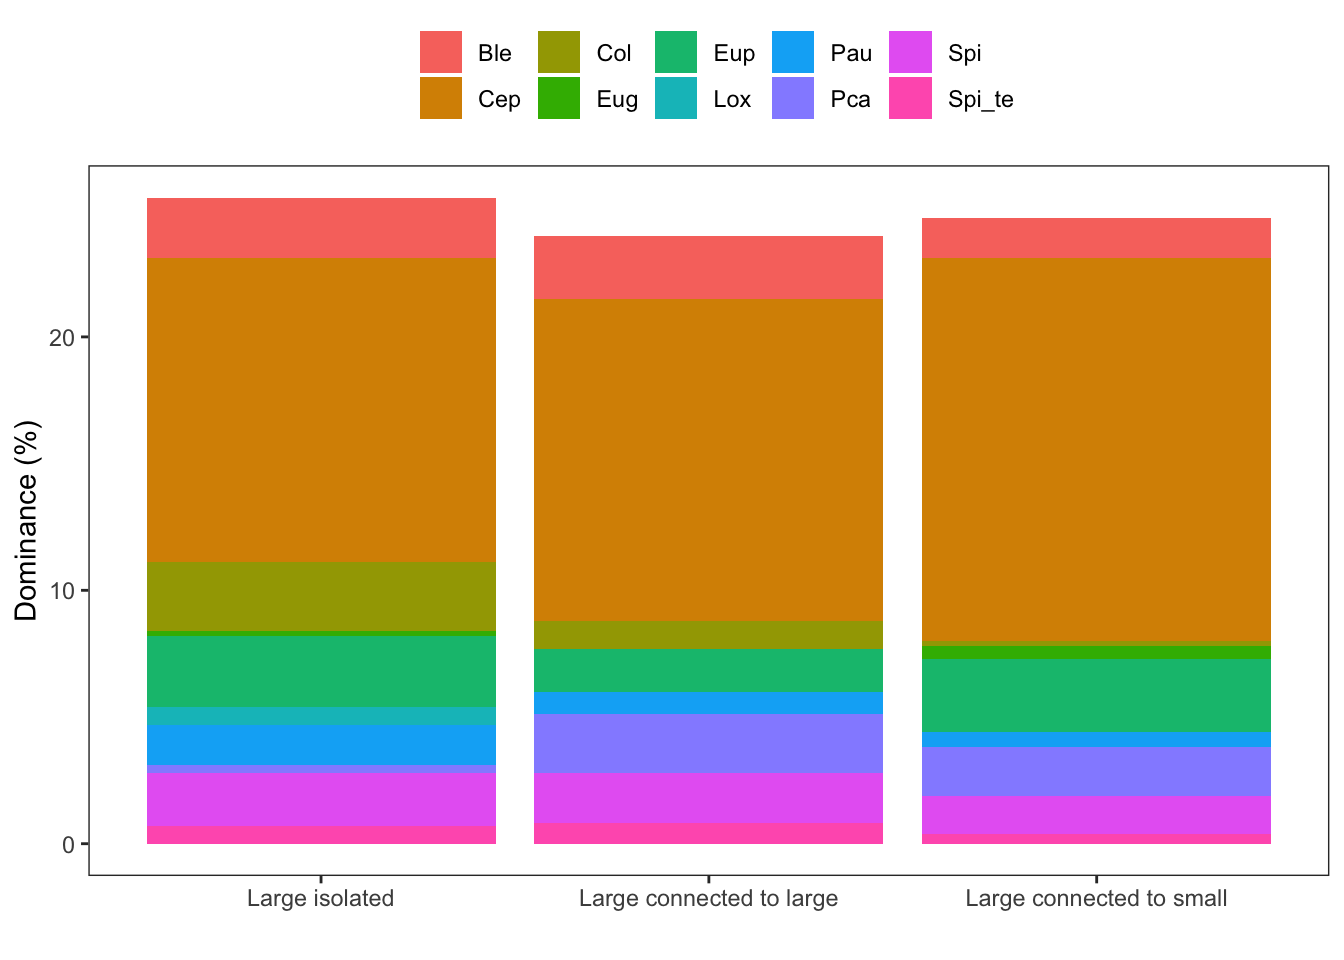 Ble Col Eup Pau Spi
Cep Eug Lox Pca Spi_te
Dominance (%)
20
10
0
Large isolated Large connected to large Large connected to small